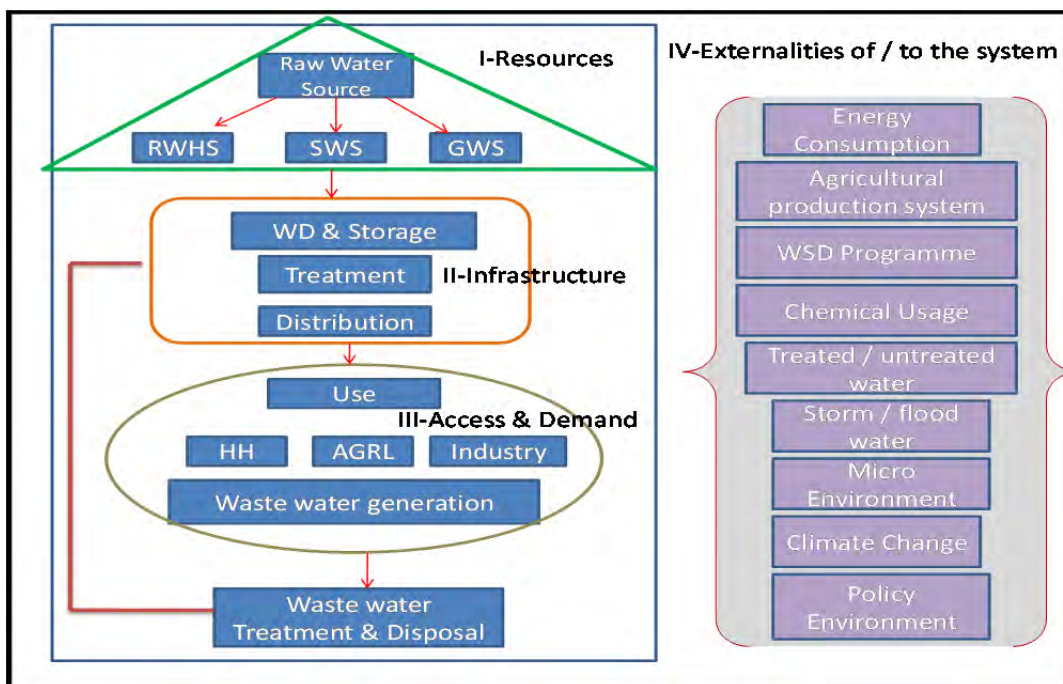 I-Resources
Raw Water
Source
RWHS
SWS
GWS
WD & Storage
Treatment
II-Infrastructure
Distribution
Use
III-Access & Demand
HH
AGRL
Industry
Waste water generation
Waste water
Treatment & Disposal
IV-Externalities of / to the system
Energy
Consumption
Agricultural
production system
WSD Programme
Chemical Usage
Treated / untreated
water
Storm / flood
water
Micro
Environment
Climate Change
Policy
Environment